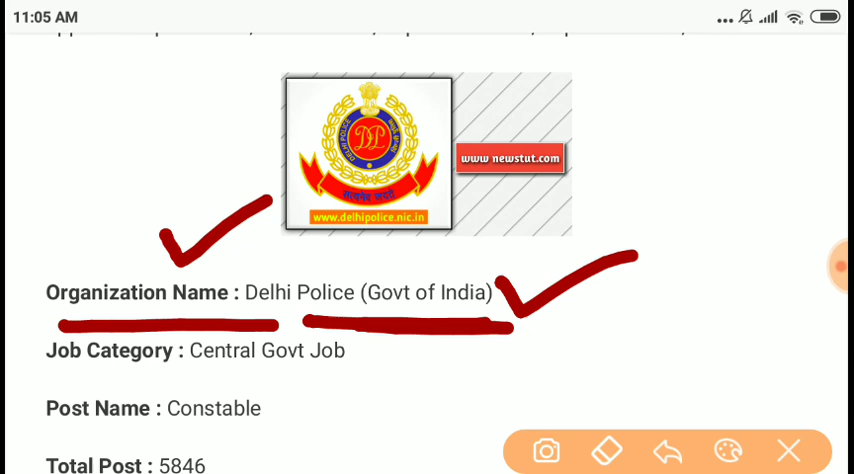 11:05 AM
DELHI POLICE
DP
www newstut.com
www.delhipolice.nic.in
Organization Name : Delhi Police (Govt of India)
Job Category : Central Govt Job
Post Name : Constable
Total Post : 5846